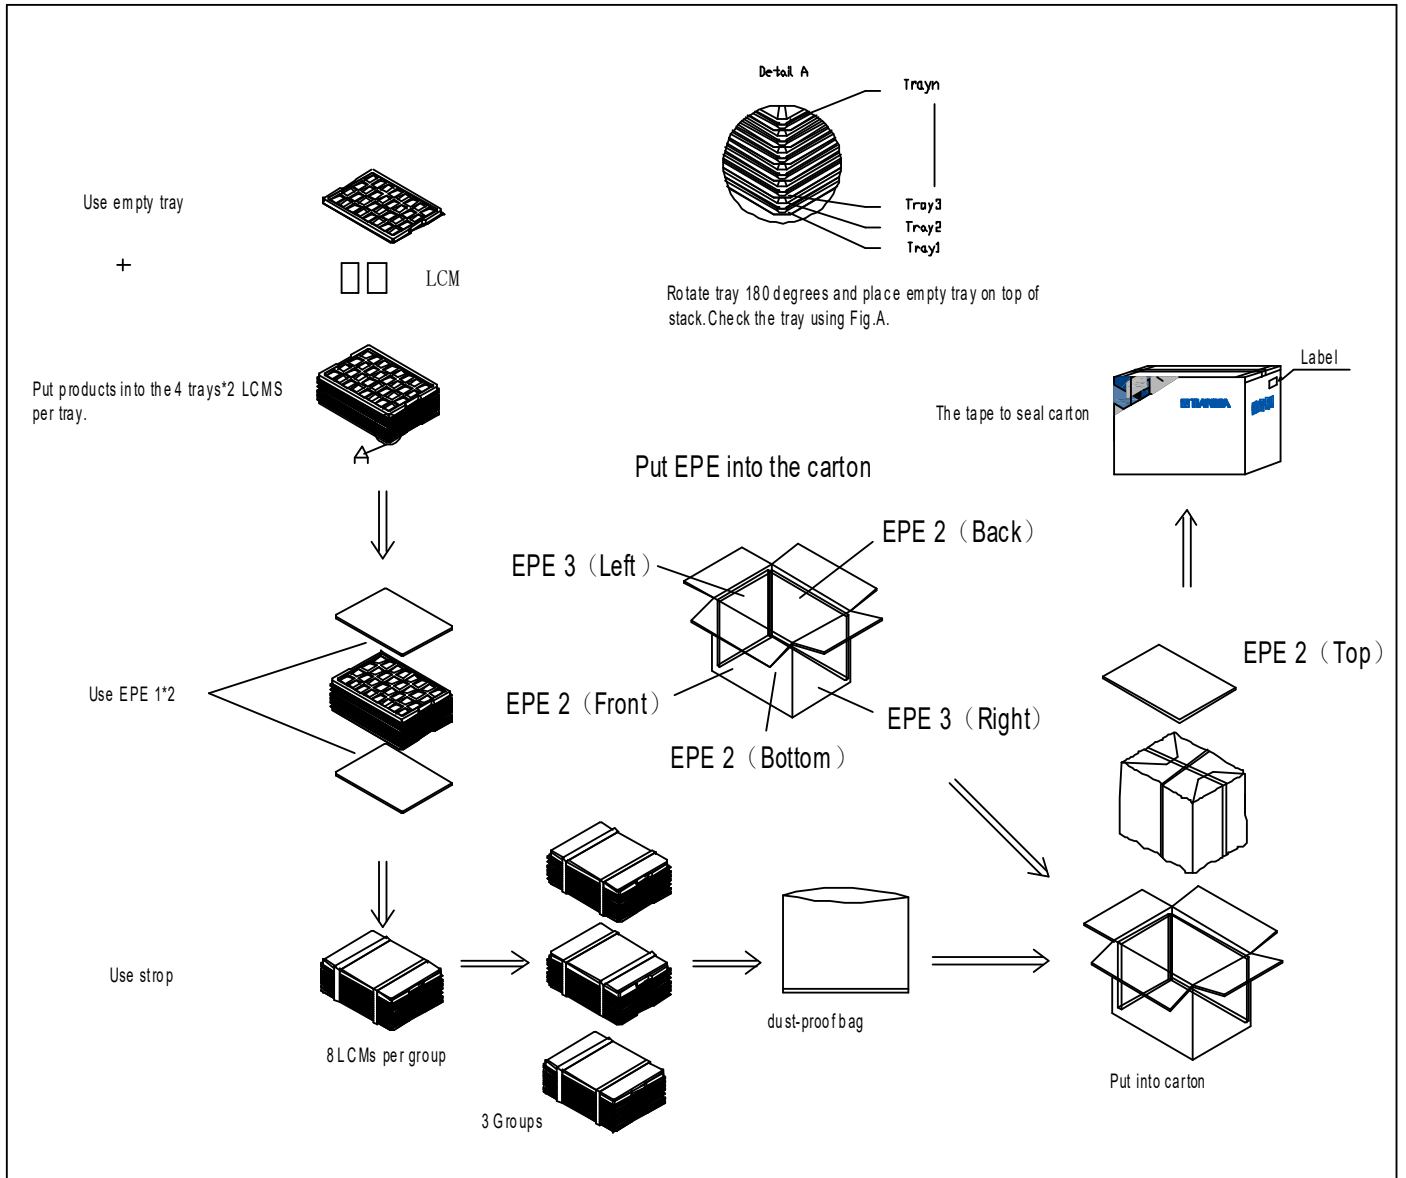 Detail A
Trayn
Tray3
Tray2
Tray1
Use empty tray
+
LCM
Rotate tray 180 degrees and place empty tray on top of
stack.Check the tray using Fig.A.
Put products into the 4 trays*2 LCMS
per tray.
A
Label
The tape to seal carton
Put EPE into the carton
EPE 2（Back）
EPE 3（Left）
EPE 2（Front）
EPE 3（Right）
EPE 2（Bottom）
EPE 2（Top）
Use EPE 1*2
Use strop
8 LCMs per group
3 Groups
dust-proof bag
Put into carton